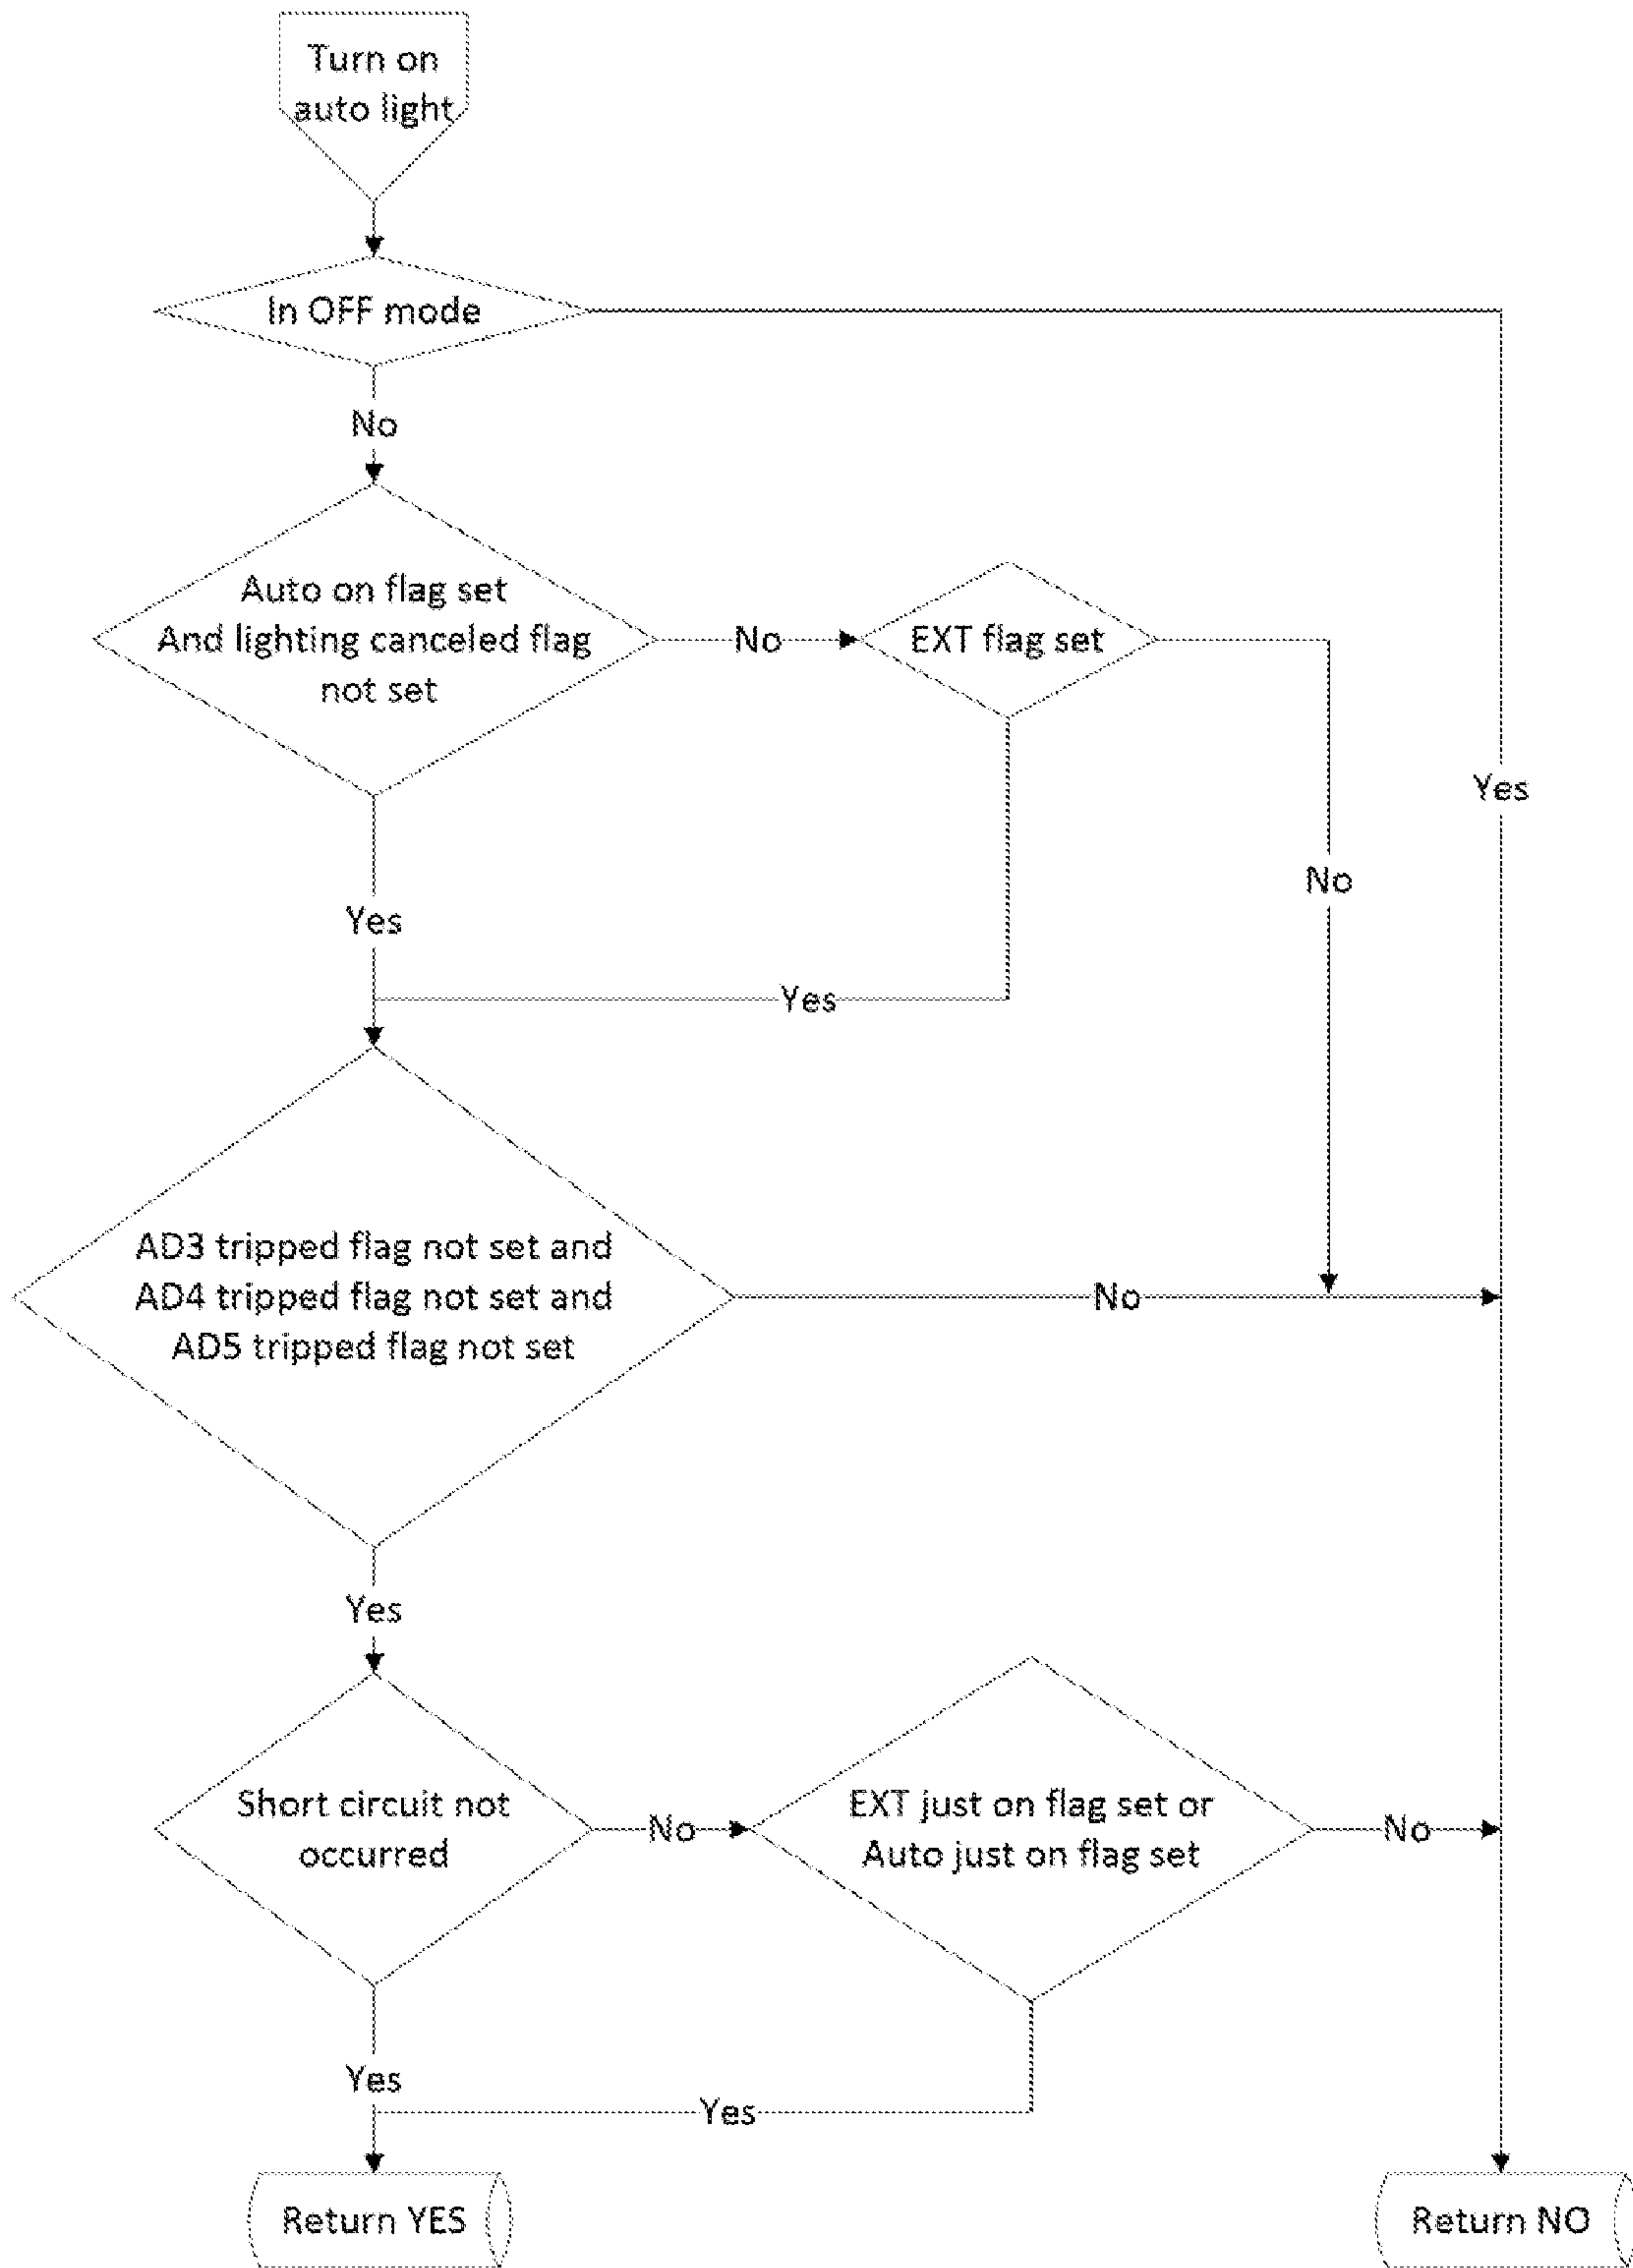 Turn on
auto light
In OFF mode
No
Auto on flag set
And lighting canceled flag
not set
No
EXT flag set
Yes
No
Yes
Yes
AD3 tripped flag not set and
AD4 tripped flag not set and
AD5 tripped flag not set
No
Yes
Short circuit not
occurred
No
EXT just on flag set or
Auto just on flag set
No
Yes
Yes
Return YES
Return NO